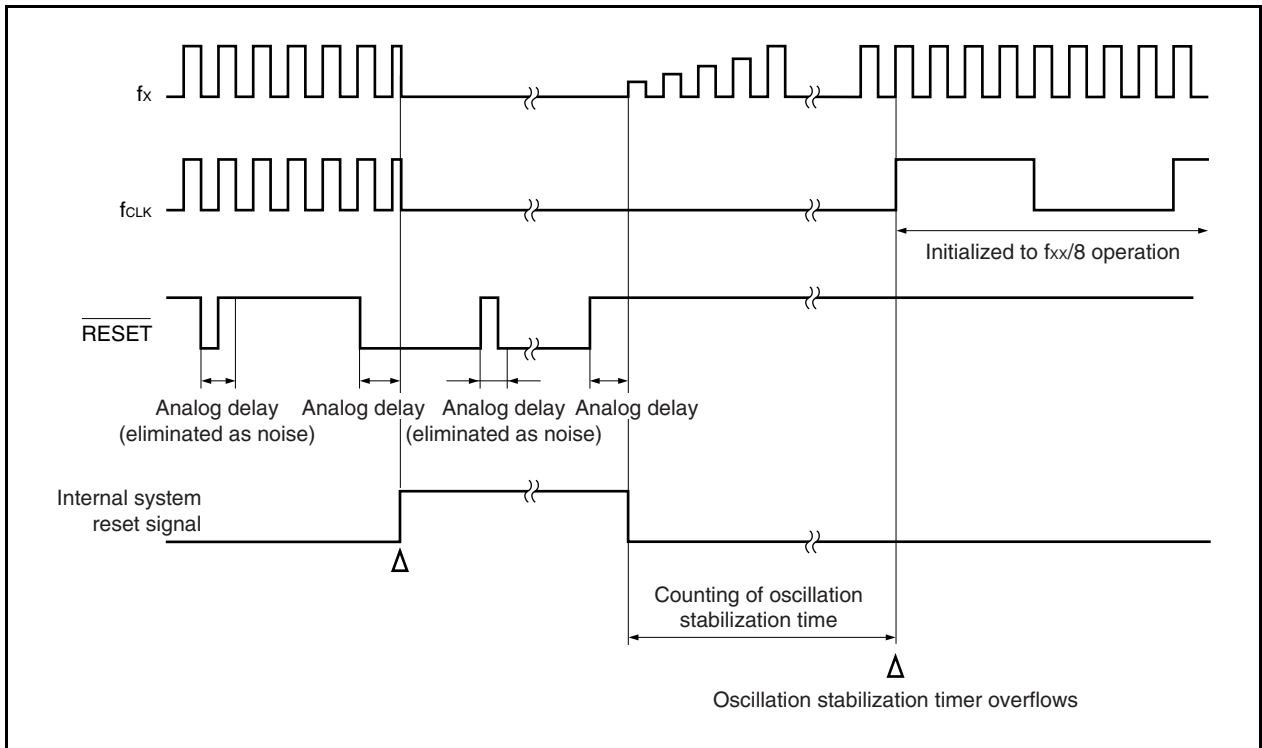 fX
fCLK
Initialized to fxx/8 operation
RESET
Analog delay
(eliminated as noise)
Analog delay
Analog delay
(eliminated as noise)
Analog delay
Internal system
reset signal
Counting of oscillation
stabilization time
Oscillation stabilization timer overflows